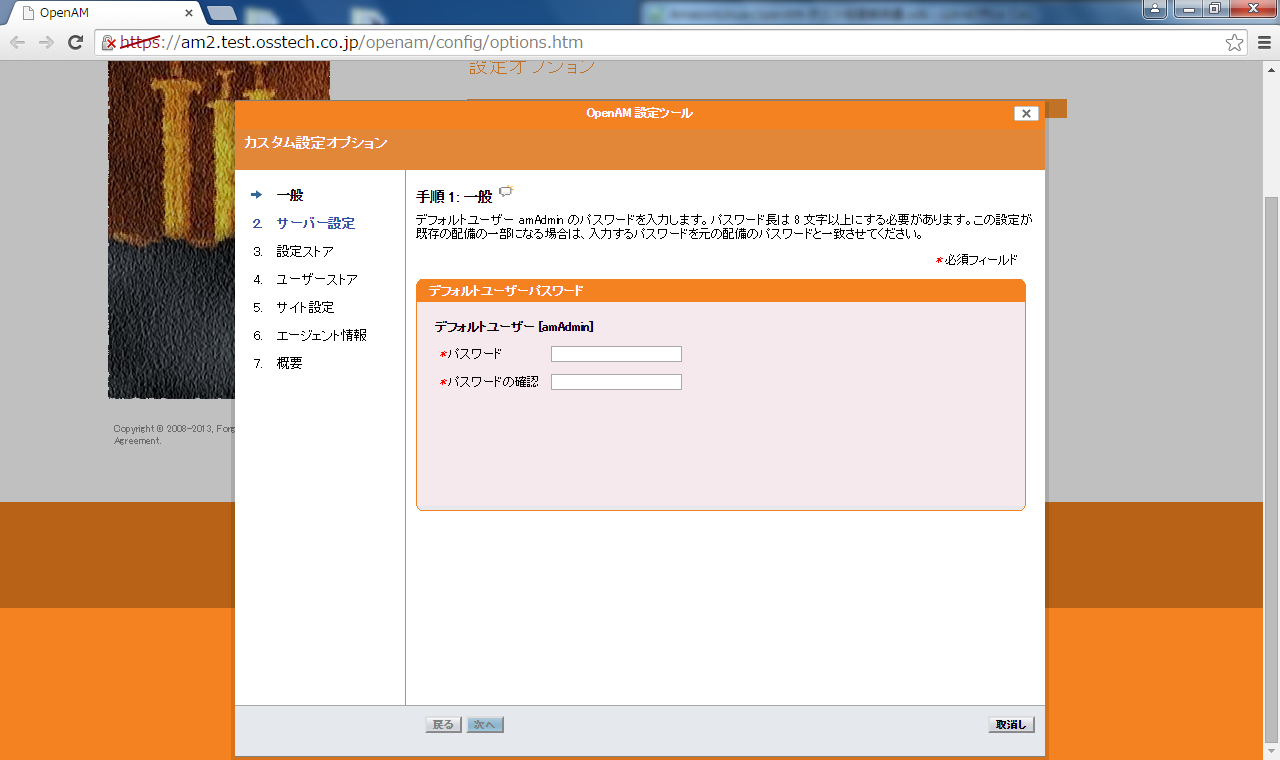 OpenAM
https://am2.test.osstech.co.jp/openam/config/options.htm
設定オプション
OpenAM 設定ツール
カスタム設定オプション
一般
2. サーバー設定
3. 設定ストア
4. ユーザーストア
5. サイト設定
6. エージェント情報
7. 概要
手順 1: 一般
デフォルトユーザー amAdmin のパスワードを入力します。パスワード長は 8 文字以上にする必要があります。この設定が
既存の配備の一部になる場合は、入力するパスワードを元の配備のパスワードと一致させてください。
*必須フィールド
デフォルトユーザーパスワード
デフォルトユーザー [amAdmin]
*パスワード
*パスワードの確認
Copyright © 2008-2013, Forg
Agreement.
戻る
次へ
取消し